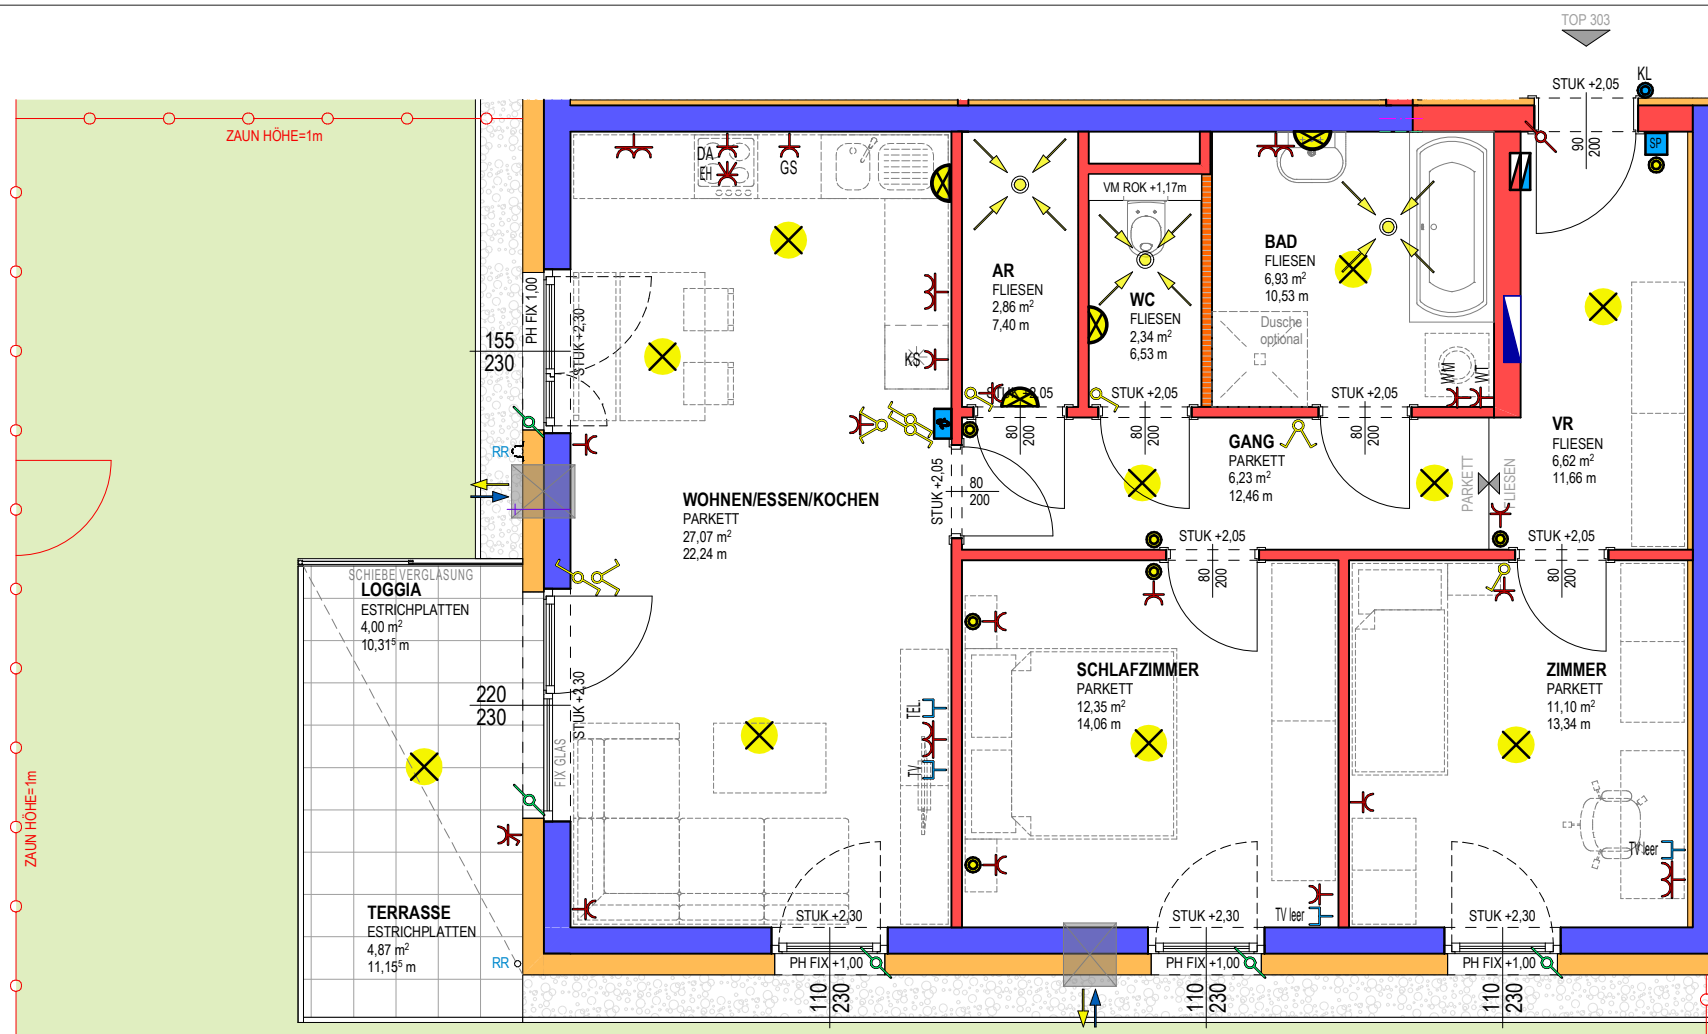 TOP 303
KL
STUK +2,05
90
200
SP
ZAUN HÖHE=1m
DA
EH
GS
VM ROK +1,17m
BAD
FLIESEN
6,93 m²
10,53 m
AR
FLIESEN
2,86 m²
7,40 m
WC
FLIESEN
2,34 m²
6,53 m
PH FIX 1,00
STUK +2,30
155
230
Dusche
optional
KS
WM
WT
STUK +2,05
80
200
STUK +2,05
80
200
STUK +2,05
80
200
VR
FLIESEN
6,62 m²
11,66 m
GANG
PARKETT
6,23 m²
12,46 m
PARKETT
FLIESEN
RR
STUK +2,05
80
200
WOHNEN/ESSEN/KOCHEN
PARKETT
27,07 m²
22,24 m
STUK +2,05
80
200
STUK +2,05
80
200
SCHIEBEVERGLASUNG
LOGGIA
ESTRICHPLATTEN
4,00 m²
10,31⁵ m
220
230
STUK +2,30
FIX GLAS
TEL.
TV
SCHLAFZIMMER
PARKETT
12,35 m²
14,06 m
ZIMMER
PARKETT
11,10 m²
13,34 m
ZAUN HÖHE=1m
TV leer
TERRASSE
ESTRICHPLATTEN
4,87 m²
11,15⁵ m
RR
TV leer
STUK +2,30
PH FIX +1,00
110
230
STUK +2,30
PH FIX +1,00
110
230
STUK +2,30
PH FIX +1,00
110
230